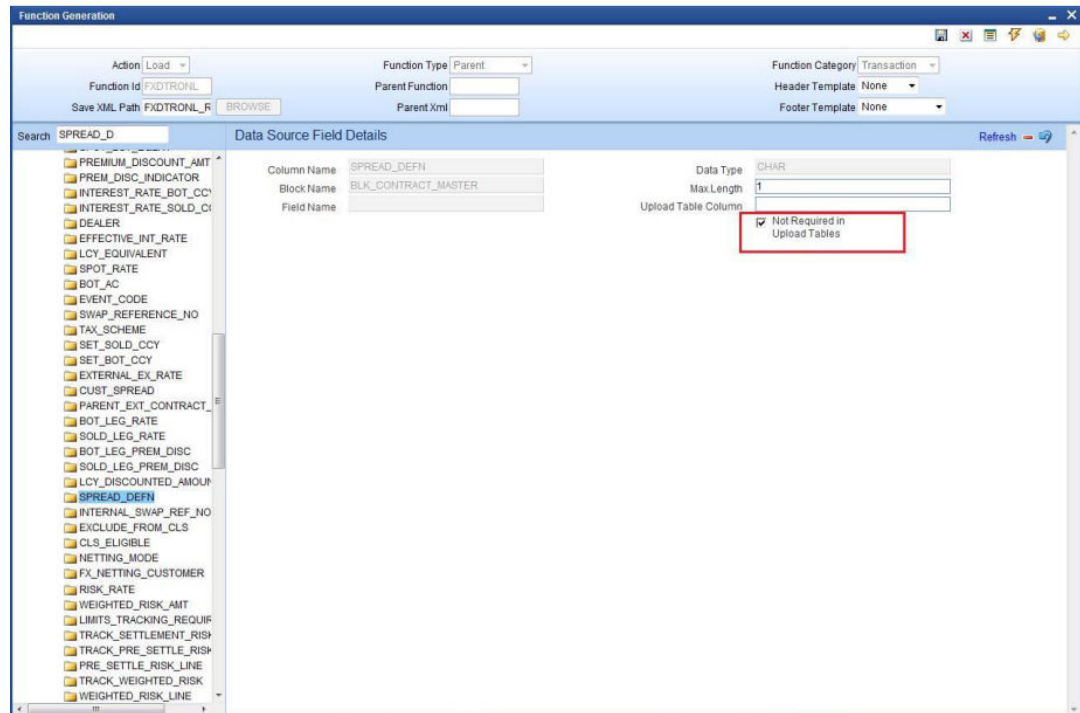 Function Generation
Action Load
Function Type Parent
Function Category Transaction
Function Id FXDTRONL
Parent Function
Header Template None
Save XML Path FXDTRONL_R BROWSE
Parent Xml
Footer Template None
Search SPREAD_D
Data Source Field Details
Refresh
Column Name SPREAD_DEFN
Data Type CHAR
Block Name BLK_CONTRACT_MASTER
Max.Length 1
Field Name
Upload Table Column
Not Required in
Upload Tables
PREMIUM_DISCOUNT_AMT
PREM_DISC_INDICATOR
INTEREST_RATE_BOT_CCY
INTEREST_RATE_SOLD_C
DEALER
EFFECTIVE_INT_RATE
LCY_EQUIVALENT
SPOT_RATE
BOT_AC
EVENT_CODE
SWAP_REFERENCE_NO
TAX_SCHEME
SET_SOLD_CCY
SET_BOT_CCY
EXTERNAL_EX_RATE
CUST_SPREAD
PARENT_EXT_CONTRACT_
BOT_LEG_RATE
SOLD_LEG_RATE
BOT_LEG_PREM_DISC
SOLD_LEG_PREM_DISC
LCY_DISCOUNTED_AMOUN
SPREAD_DEFN
INTERNAL_SWAP_REF_NO
EXCLUDE_FROM_CLS
CLS_ELIGIBLE
NETTING_MODE
FX_NETTING_CUSTOMER
RISK_RATE
WEIGHTED_RISK_AMT
LIMITS_TRACKING_REQUIR
TRACK_SETTLEMENT_RISK
TRACK_PRE_SETTLE_RISK
PRE_SETTLE_RISK_LINE
TRACK_WEIGHTED_RISK
WEIGHTED_RISK_LINE